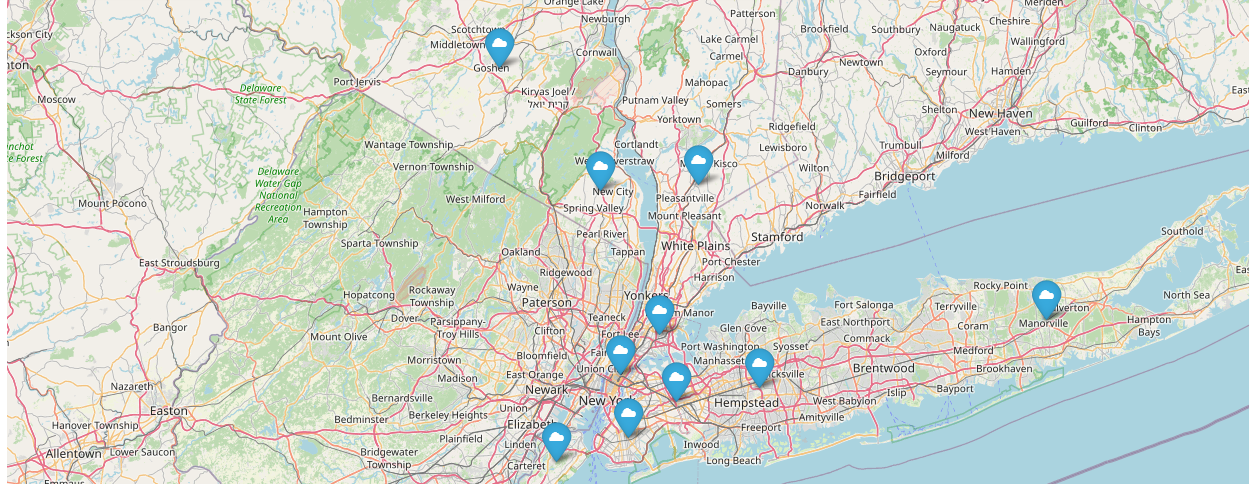 Orange Lake
Newburgh
Patterson
Brookfield
Southbury
Naugatuck
Cheshire
Meriden
ckson City
Scotchtown
Middletown
Cornwall
Lake Carmel
Carmel
Oxford
Wallingford
nton
Goshen
Newtown
Seymour
Hamden
Port Jervis
Danbury
Mahopac
Delaware
State Forest
Moscow
Kiryas Joel /
קרית יואל
Putnam Valley
Somers
Shelton
New Haven
East
Yorktown
Guilford
Clinton
West Haven
Ridgefield
Wantage Township
Cortlandt
Lewisboro
Trumbull
Milford
nchot
e Forest
Vernon Township
Wilton
Bridgeport
Delaware
Water Gap
National
Recreation
Area
New City
Pleasantville
Fairfield
Mount Pocono
West Milford
Spring Valley
Mount Pleasant
Norwalk
Hampton
Township
Pearl River
Stamford
Southold
Sparta Township
Oakland
Tappan
White Plains
East Stroudsburg
Port Chester
Ridgewood
Harrison
Wayne
Rocky Point
Hopatcong
Rockaway
Township
Paterson
Yonkers
Bayville
Fort Salonga
Terryville
North Sea
Dover
Parsippany-
Troy Hills
Teaneck
Manorville
Hampton
Bays
Bangor
Mount Olive
Clifton
Fort Lee
Glen Cove
East Northport
Coram
Commack
Port Washington
Syosset
Medford
Morristown
Bloomfield
Manhasset
Brentwood
Brookhaven
Madison
East Orange
Nazareth
Newark
Islip
Bayport
Bernardsville
Union
New York
Hempstead
West Babylon
Easton
Bedminster
Berkeley Heights
Amityville
Hanover Township
Elizabeth
Freeport
Plainfield
Linden
Inwood
Allentown
Lower Saucon
Bridgewater
Township
Carteret
Long Beach
Emmaus